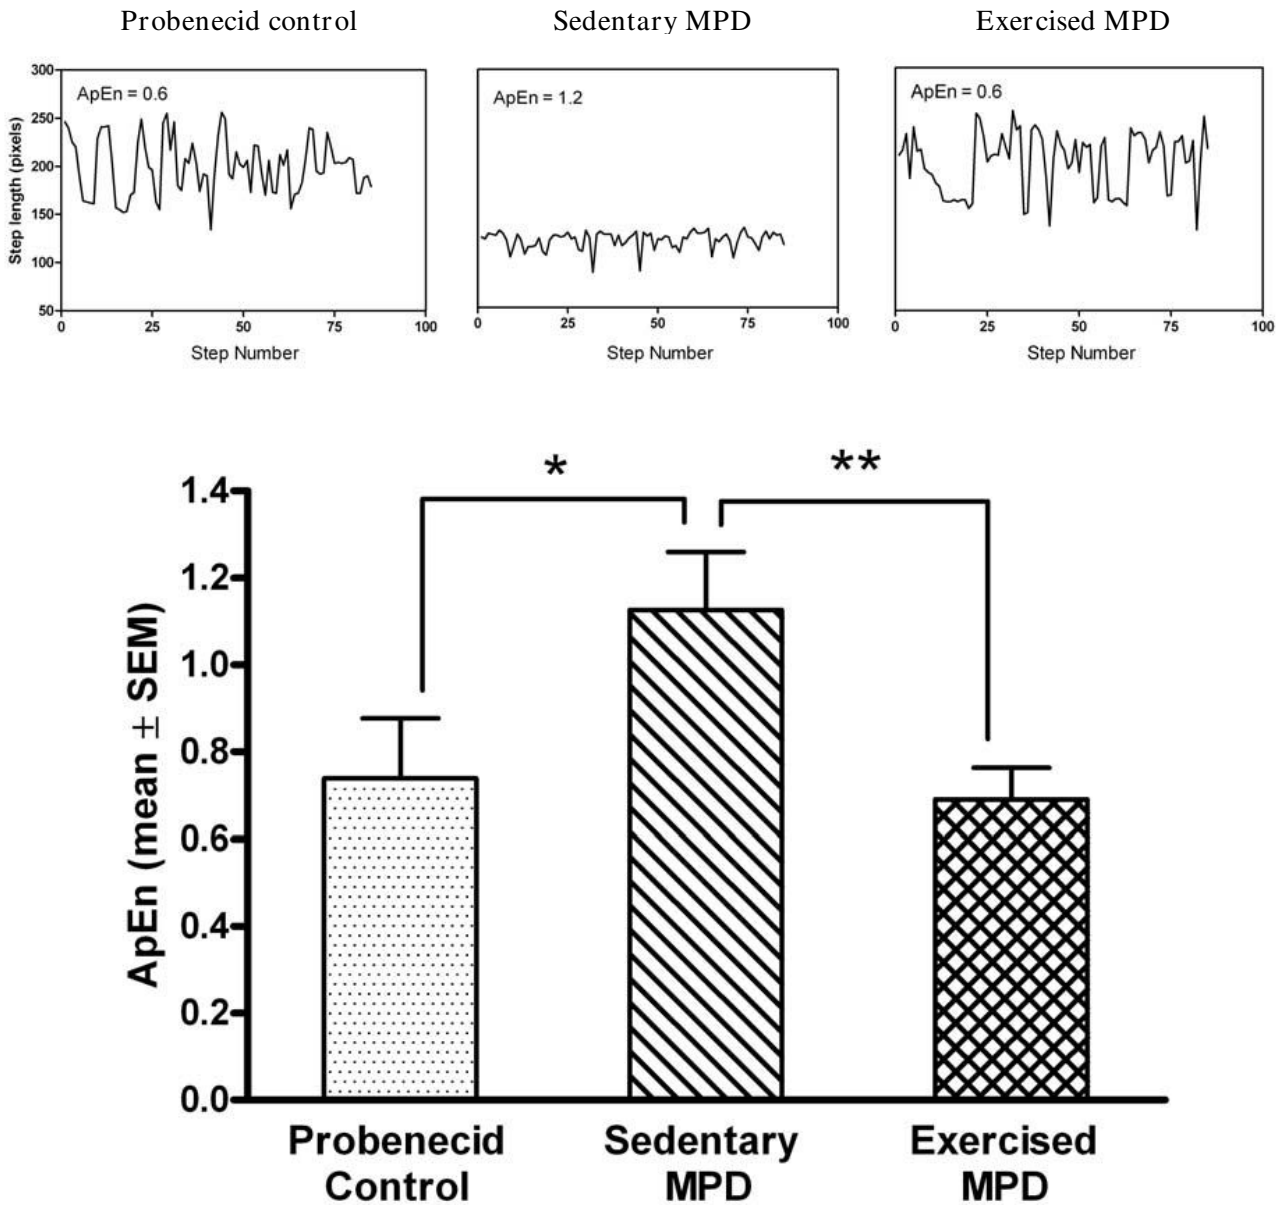 Probenecid control
Sedentary MPD
Exercised MPD
300
250
200
150
100
50
Step length (pixels)
ApEn = 0.6
0
25
50
75
100
Step Number
ApEn = 1.2
0
25
50
75
100
Step Number
ApEn = 0.6
0
25
50
75
100
Step Number
*
**
1.4
1.2
1.0
0.8
0.6
0.4
0.2
0.0
ApEn (mean ± SEM)
Probenecid
Control
Sedentary
MPD
Exercised
MPD